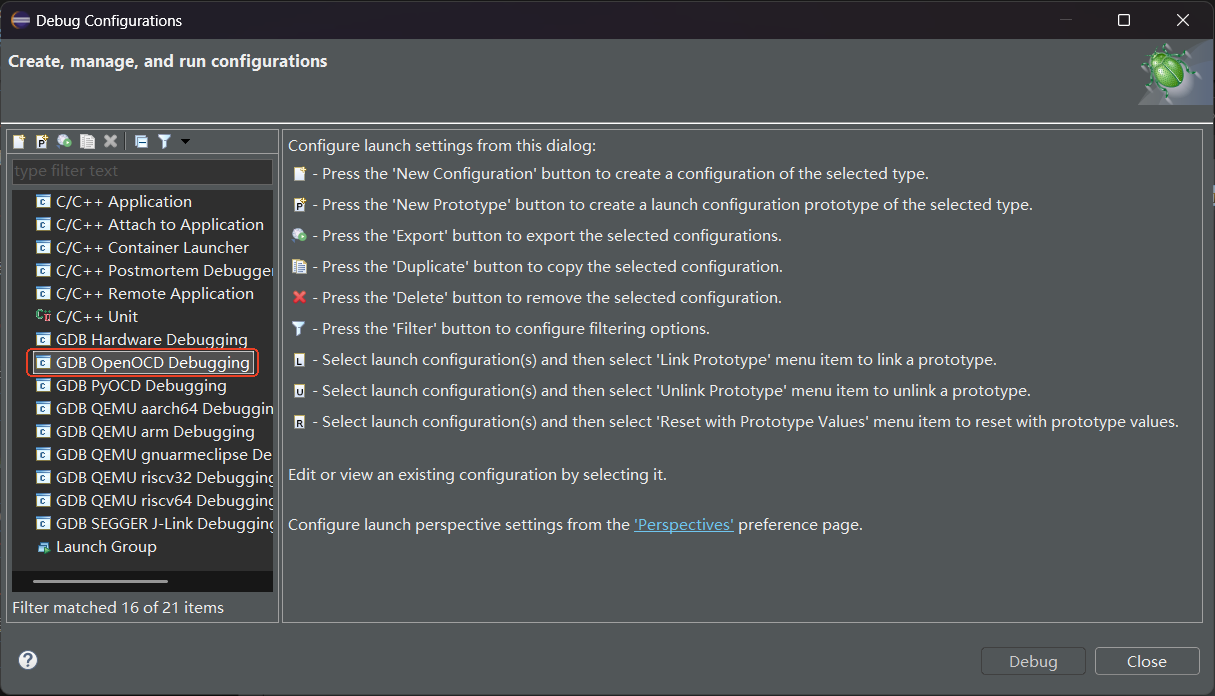 Debug Configurations
Create, manage, and run configurations
type filter text
C/C++ Application
C/C++ Attach to Application
C/C++ Container Launcher
C/C++ Postmortem Debugger
C/C++ Remote Application
C/C++ Unit
GDB Hardware Debugging
GDB OpenOCD Debugging
GDB PyOCD Debugging
GDB QEMU aarch64 Debuggin
GDB QEMU arm Debugging
GDB QEMU gnuarmeclipse De
GDB QEMU riscv32 Debugging
GDB QEMU riscv64 Debugging
GDB SEGGER J-Link Debugging
Launch Group
Filter matched 16 of 21 items
Configure launch settings from this dialog:
- Press the 'New Configuration' button to create a configuration of the selected type.
- Press the 'New Prototype' button to create a launch configuration prototype of the selected type.
- Press the 'Export' button to export the selected configurations.
- Press the 'Duplicate' button to copy the selected configuration.
- Press the 'Delete' button to remove the selected configuration.
- Press the 'Filter' button to configure filtering options.
L - Select launch configuration(s) and then select 'Link Prototype' menu item to link a prototype.
U - Select launch configuration(s) and then select 'Unlink Prototype' menu item to unlink a prototype.
R - Select launch configuration(s) and then select 'Reset with Prototype Values' menu item to reset with prototype values.
Edit or view an existing configuration by selecting it.
Configure launch perspective settings from the 'Perspectives' preference page.
Debug
Close